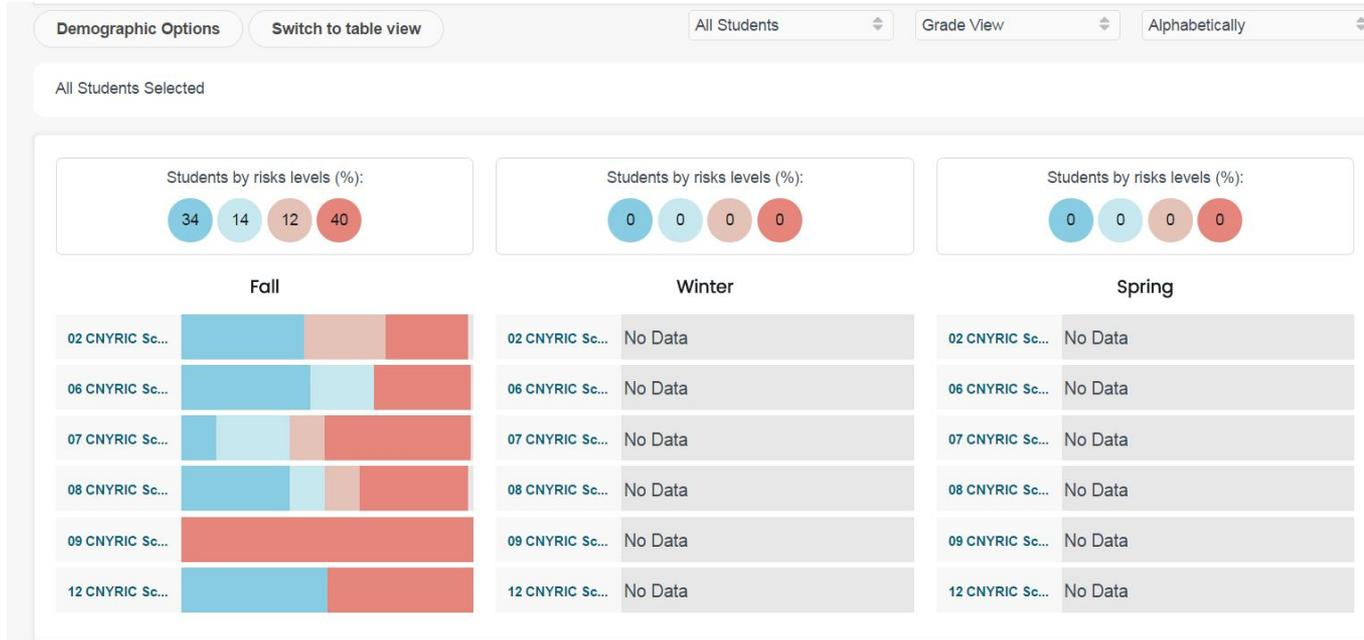 Demographic Options
Switch to table view
All Students
Grade View
Alphabetically
All Students Selected
Students by risks levels (%):
34 14 12 40
Students by risks levels (%):
0 0 0 0
Students by risks levels (%):
0 0 0 0
Fall
02 CNYRIC Sc...
06 CNYRIC Sc...
07 CNYRIC Sc...
08 CNYRIC Sc...
09 CNYRIC Sc...
12 CNYRIC Sc...
Winter
02 CNYRIC Sc... No Data
06 CNYRIC Sc... No Data
07 CNYRIC Sc... No Data
08 CNYRIC Sc... No Data
09 CNYRIC Sc... No Data
12 CNYRIC Sc... No Data
Spring
02 CNYRIC Sc... No Data
06 CNYRIC Sc... No Data
07 CNYRIC Sc... No Data
08 CNYRIC Sc... No Data
09 CNYRIC Sc... No Data
12 CNYRIC Sc... No Data